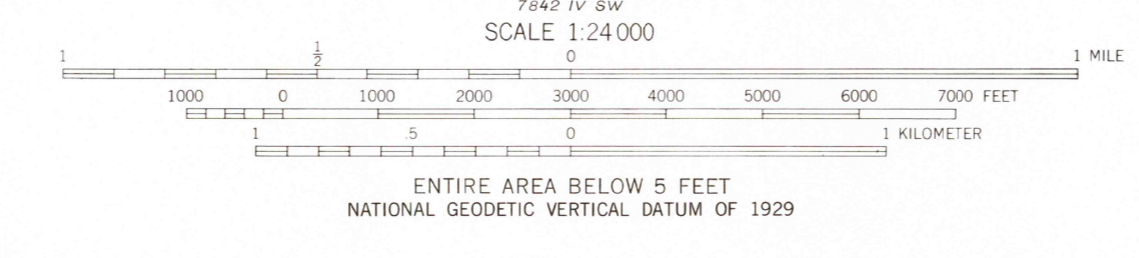 7842 IV SW
SCALE 1:24 000
1 1/2 0 1 MILE
1000 0 1000 2000 3000 4000 5000 6000 7000 FEET
1 .5 0 1 KILOMETER
ENTIRE AREA BELOW 5 FEET
NATIONAL GEODETIC VERTICAL DATUM OF 1929